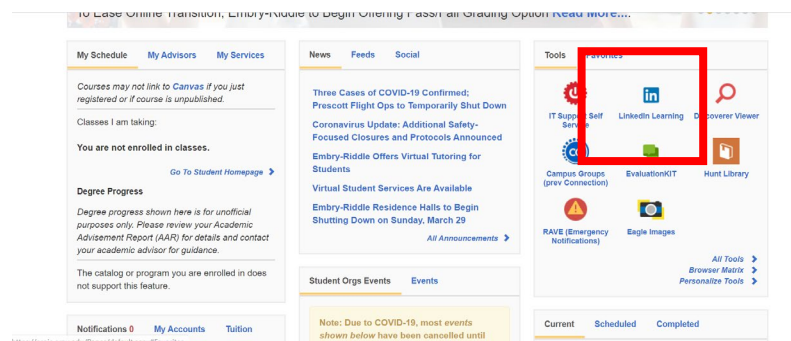 To Ease Online Transition, Embry-Riddle to Begin Offering Pass/Fail Grading Option Read More....
My Schedule My Advisors My Services
Courses may not link to Canvas if you just
registered or if course is unpublished.
Classes I am taking:
You are not enrolled in classes.
Go To Student Homepage
Degree Progress
Degree progress shown here is for unofficial
purposes only. Please review your Academic
Advisement Report (AAR) for details and contact
your academic advisor for guidance.
The catalog or program you are enrolled in does
not support this feature.
Notifications 0 My Accounts Tuition
News Feeds Social
Three Cases of COVID-19 Confirmed;
Prescott Flight Ops to Temporarily Shut Down
Coronavirus Update: Additional Safety-
Focused Closures and Protocols Announced
Embry-Riddle Offers Virtual Tutoring for
Students
Virtual Student Services Are Available
Embry-Riddle Residence Halls to Begin
Shutting Down on Sunday, March 29
All Announcements
Student Orgs Events Events
Note: Due to COVID-19, most events
shown below have been cancelled until
Tools Favorites
IT Support Self
Service
in
LinkedIn Learning
Discoverer Viewer
Campus Groups
(prev Connection)
EvaluationKIT
Hunt Library
RAVE (Emergency
Notifications)
Eagle Images
All Tools
Browser Matrix
Personalize Tools
Current Scheduled Completed